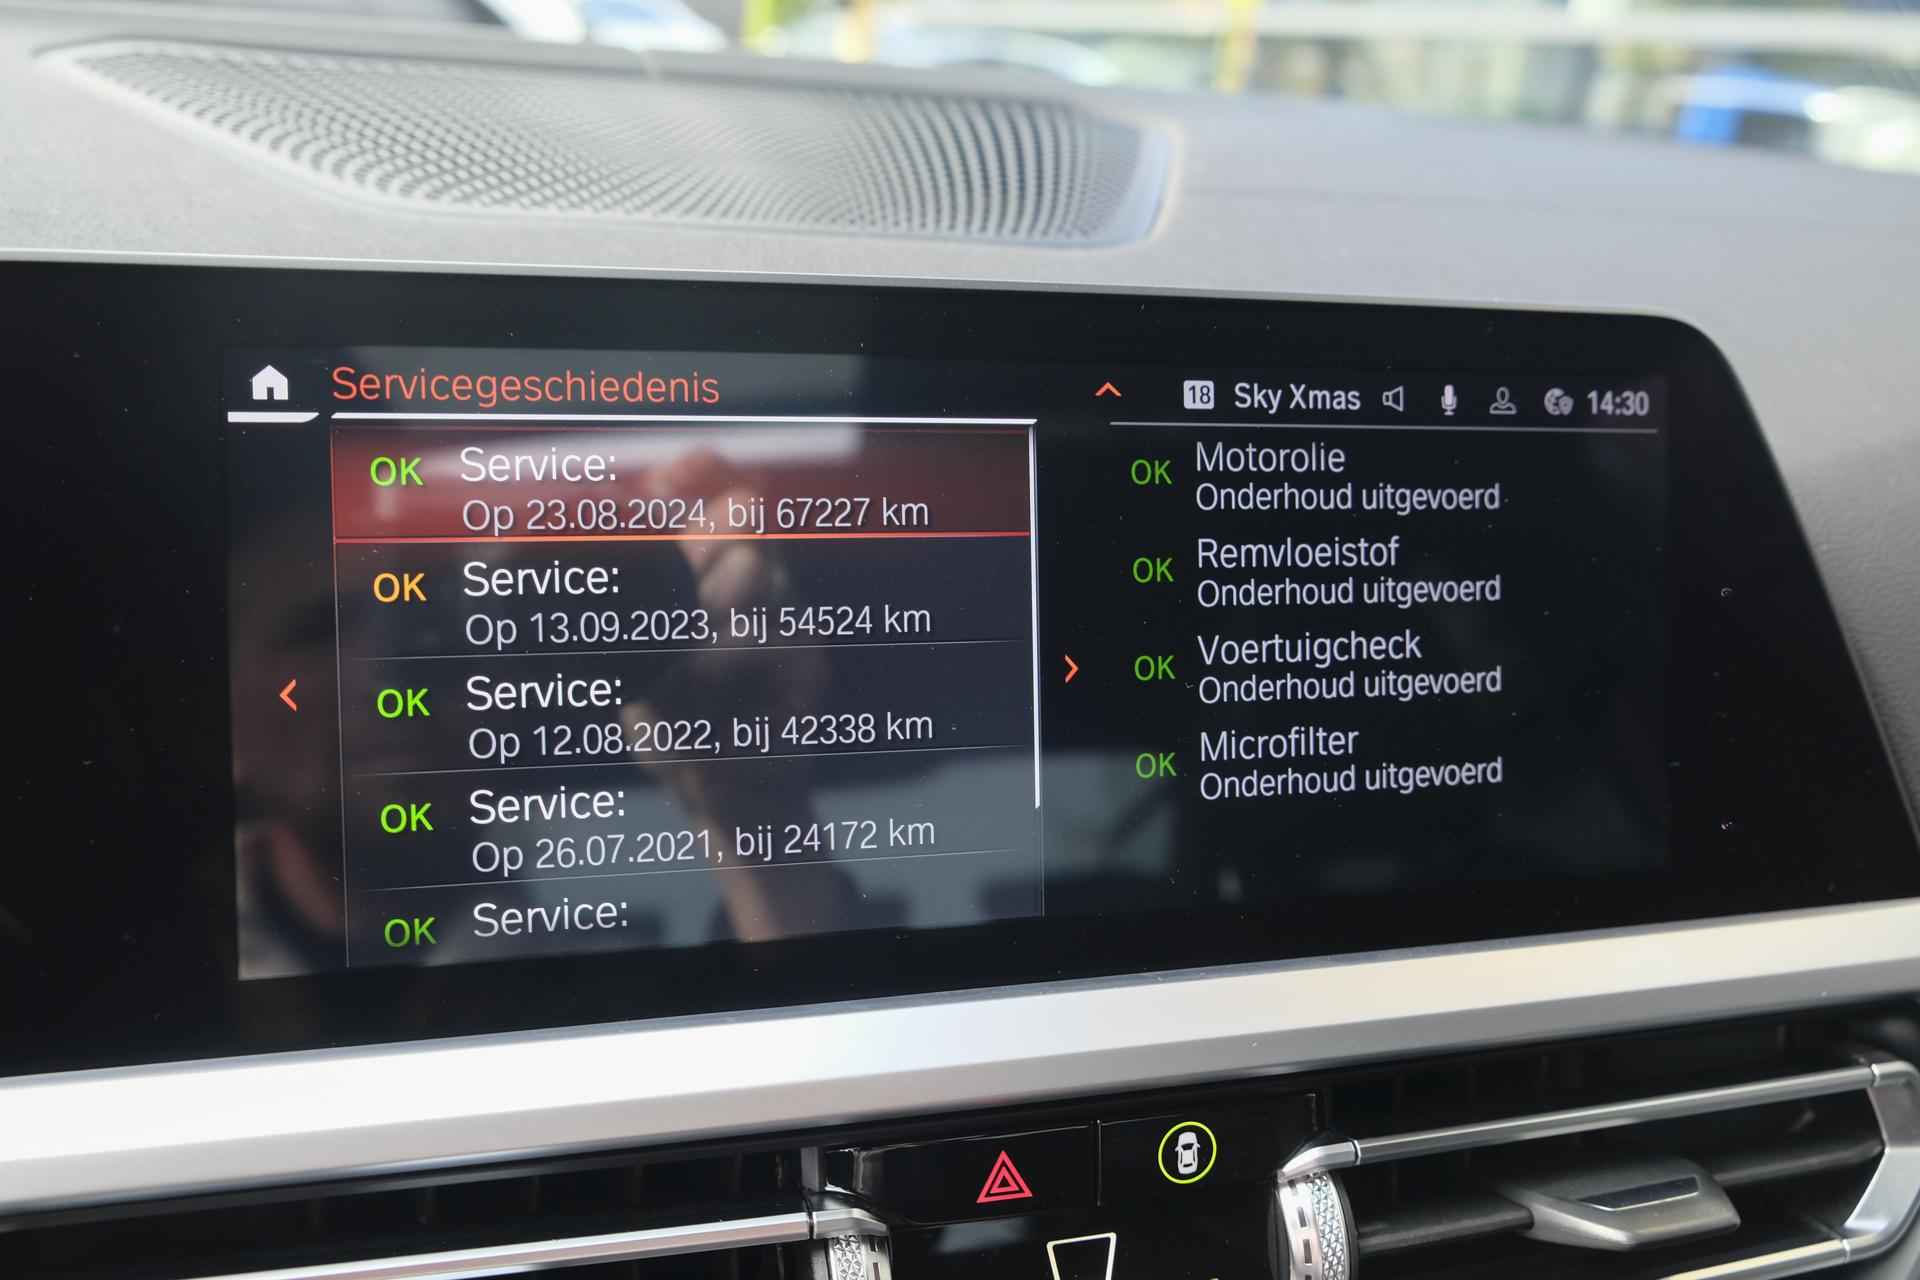 Servicegeschiedenis
18 Sky Xmas 14:30
OK Service:
Op 23.08.2024, bij 67227 km
OK Service:
Op 13.09.2023, bij 54524 km
OK Service:
Op 12.08.2022, bij 42338 km
OK Service:
Op 26.07.2021, bij 24172 km
OK Service:
OK Motorolie
Onderhoud uitgevoerd
OK Remvloeistof
Onderhoud uitgevoerd
OK Voertuigcheck
Onderhoud uitgevoerd
OK Microfilter
Onderhoud uitgevoerd